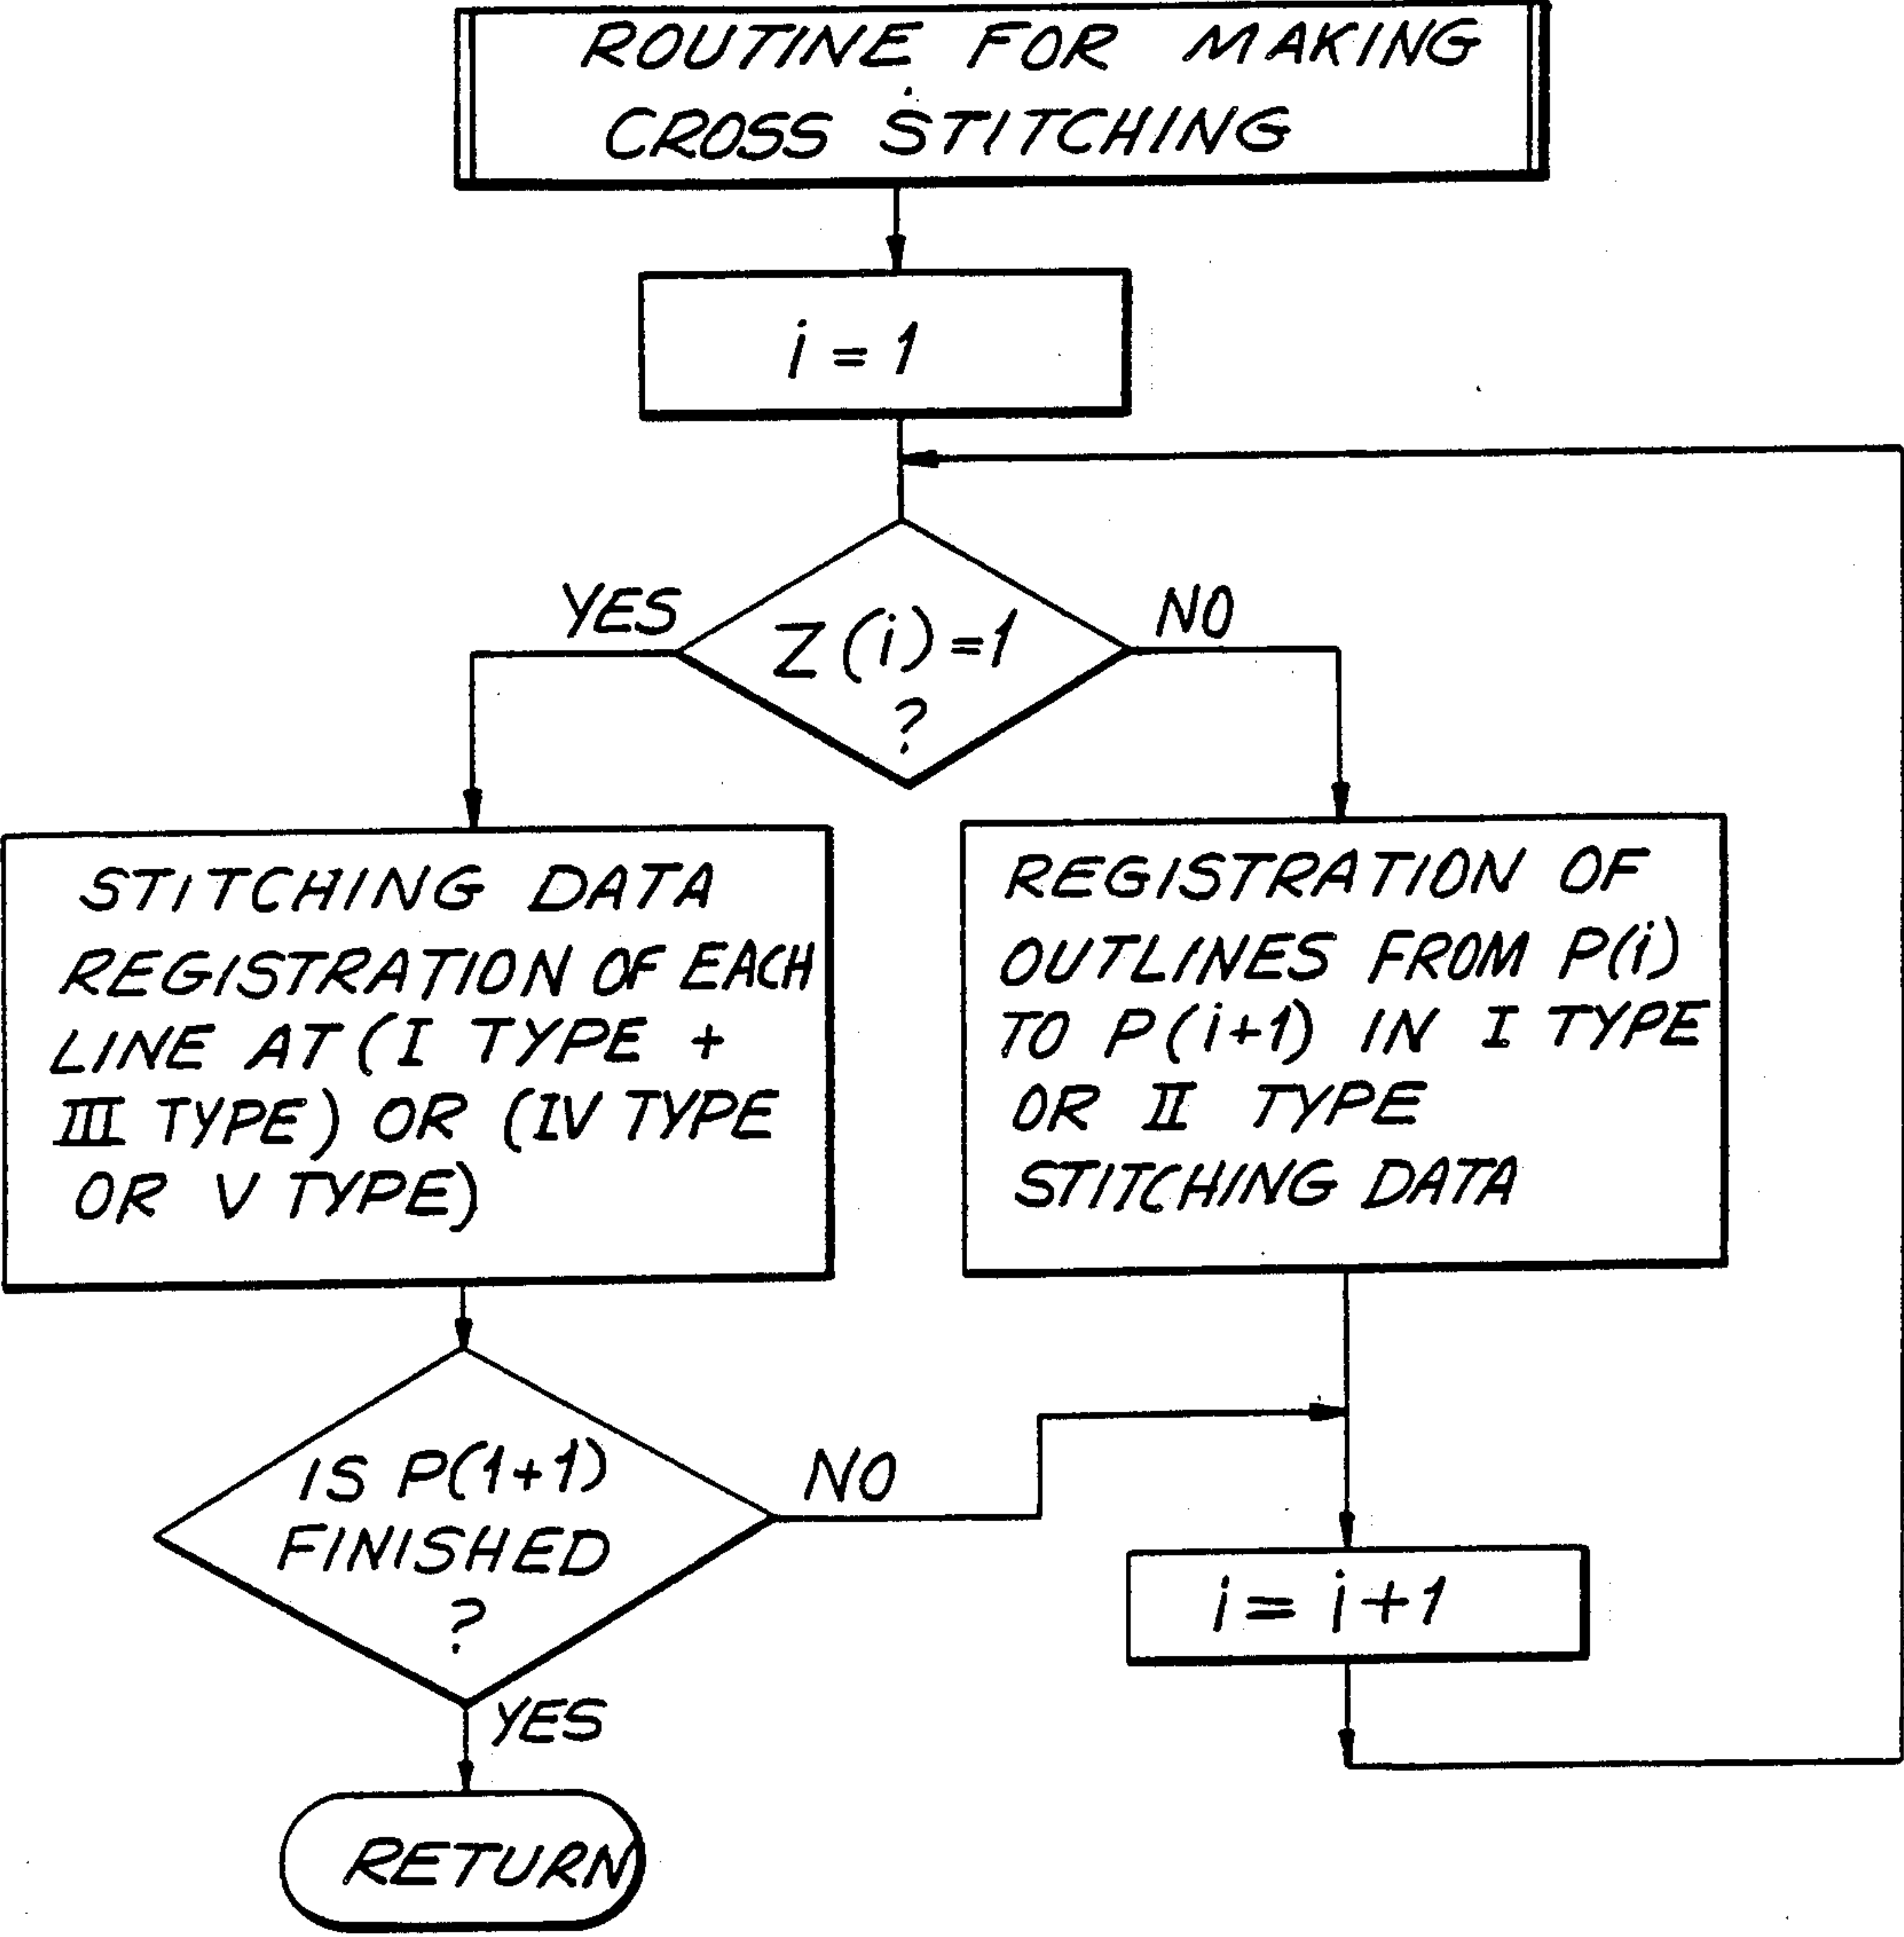 ROUTINE FOR MAKING
CROSS STITCHING
i = 1
YES
Z(i)=1
?
NO
STITCHING DATA
REGISTRATION OF EACH
LINE AT (I TYPE +
III TYPE) OR (IV TYPE
OR V TYPE)
REGISTRATION OF
OUTLINES FROM P(i)
TO P(i+1) IN I TYPE
OR II TYPE
STITCHING DATA
IS P(1+1)
FINISHED
?
NO
YES
i = i+1
RETURN